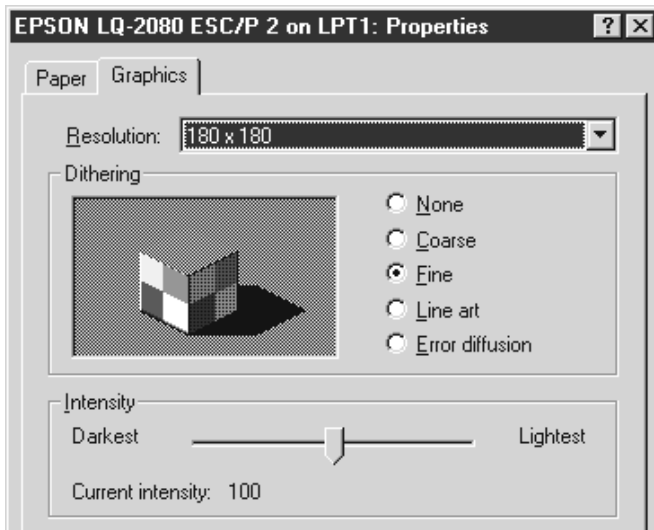 EPSON LQ-2080 ESC/P 2 on LPT1: Properties
Paper Graphics
Resolution: 180 x 180
Dithering
None
Coarse
Fine
Line art
Error diffusion
Intensity
Darkest Lightest
Current intensity: 100